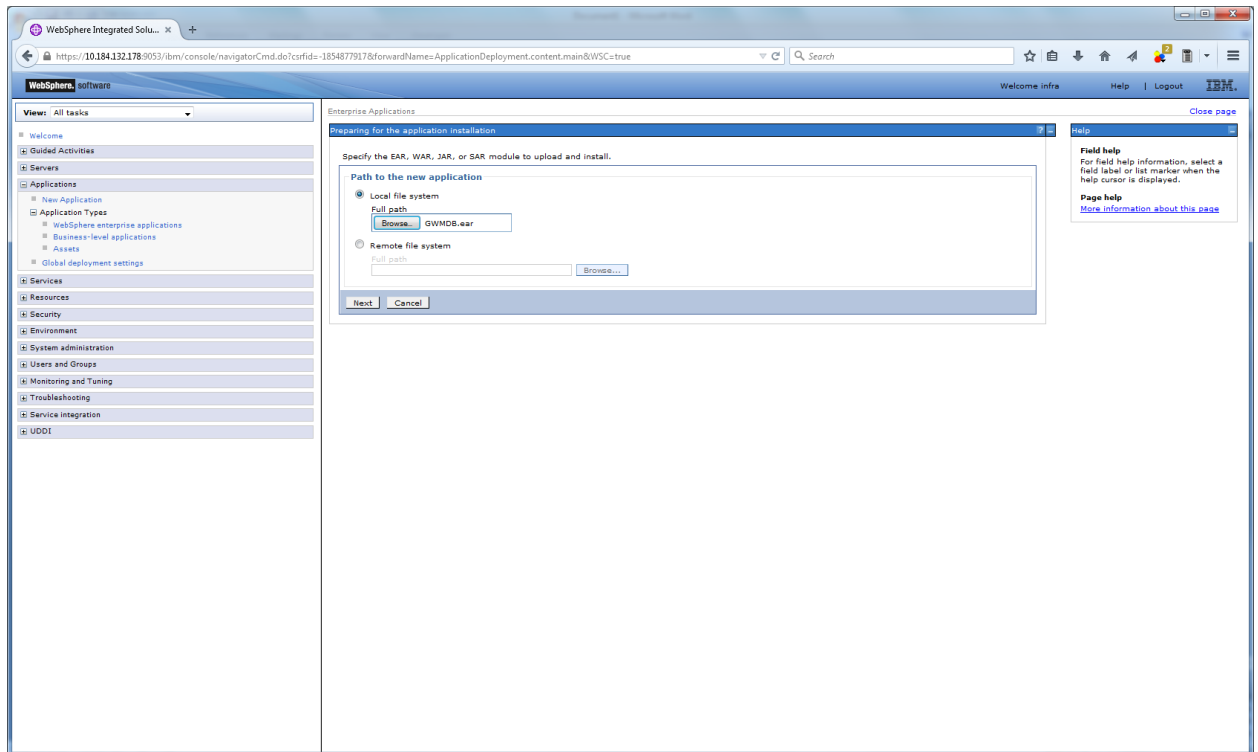 WebSphere Integrated Solu... × +
https://10.184.132.178:9053/ibm/console/navigatorCmd.do?csrfid=-1854877917&forwardName=ApplicationDeployment.content.main&WSC=true
Search
2
WebSphere. software
Welcome infra
Help | Logout
IBM.
View: All tasks
Welcome
Guided Activities
Servers
Applications
New Application
Application Types
WebSphere enterprise applications
Business-level applications
Assets
Global deployment settings
Services
Resources
Security
Environment
System administration
Users and Groups
Monitoring and Tuning
Troubleshooting
Service integration
UDDI
Enterprise Applications
Close page
Preparing for the application installation
? -
Specify the EAR, WAR, JAR, or SAR module to upload and install.
Path to the new application
Local file system
Full path
Browse... GWMDB.ear
Remote file system
Full path
Browse...
Next Cancel
Help
Field help
For field help information, select a
field label or list marker when the
help cursor is displayed.
Page help
More information about this page